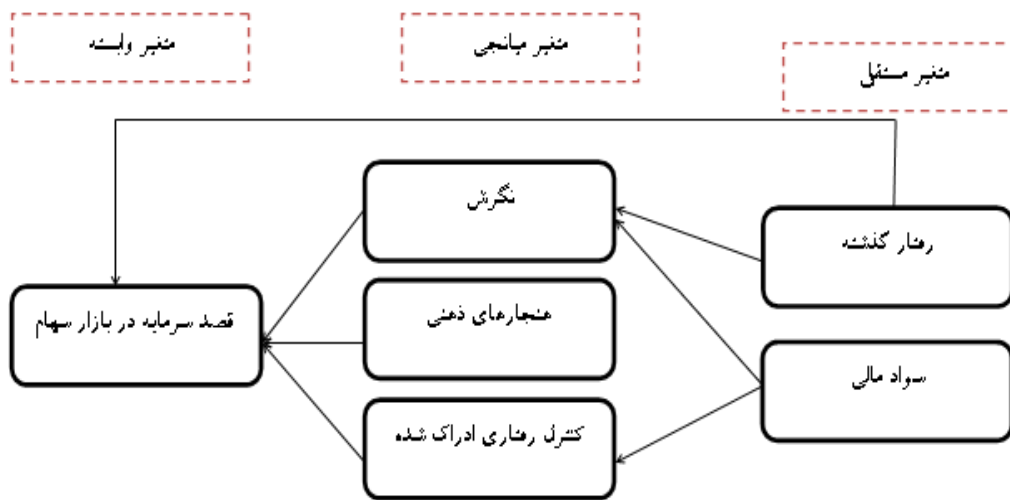 متغیر مستقل
متغیر میانجی
متغیر وابسته
رفتار گذشته
سواد مالی
نگرش
هنجارهای ذهنی
کنترل رفتاری ادراک شده
قصد سرمایه در بازار سهام